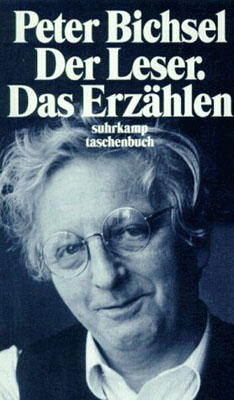 Peter Bichsel
Der Leser.
Das Erzählen
suhrkamp
taschenbuch